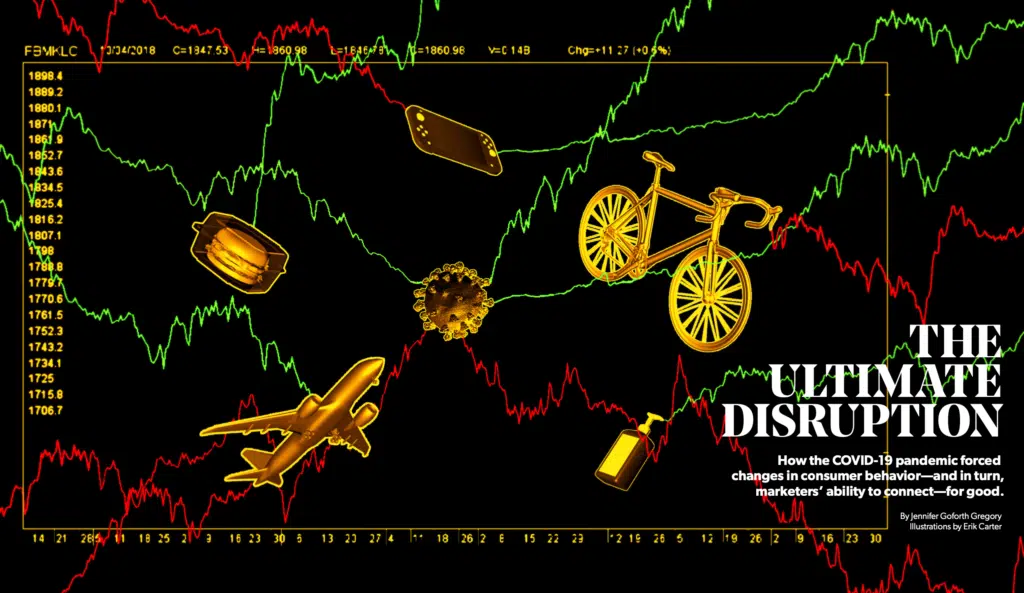 FBMKLC 10/04/2018 C=1847.53 H=1860.98 =1860.98 V=0.14B Chg=+11.27 (+0.6%)
1898.4
1889.2
1880.1
1871
1861.9
1852.7
1843.6
1834.5
1825.4
1816.2
1807.1
1798
1788.8
1779.7
1770.6
1761.5
1752.3
1743.2
1734.1
1725
1715.8
1706.7
THE
ULTIMATE
DISRUPTION
How the COVID-19 pandemic forced
changes in consumer behavior—and in turn,
marketers' ability to connect—for good.
By Jennifer Goforth Gregory
Illustrations by Erik Carter
14 21 28 11 18 25 2 9 16 23 30 6 13 20 27 4 11 18 26 2 8 15 22 29 12 19 26 5 12 19 26 2 9 16 23 30